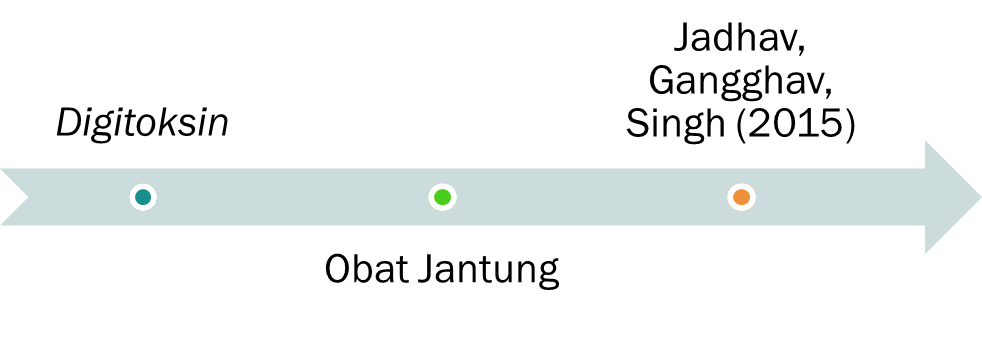 Digitoksin
Obat Jantung
Jadhav,
Gangghav,
Singh (2015)